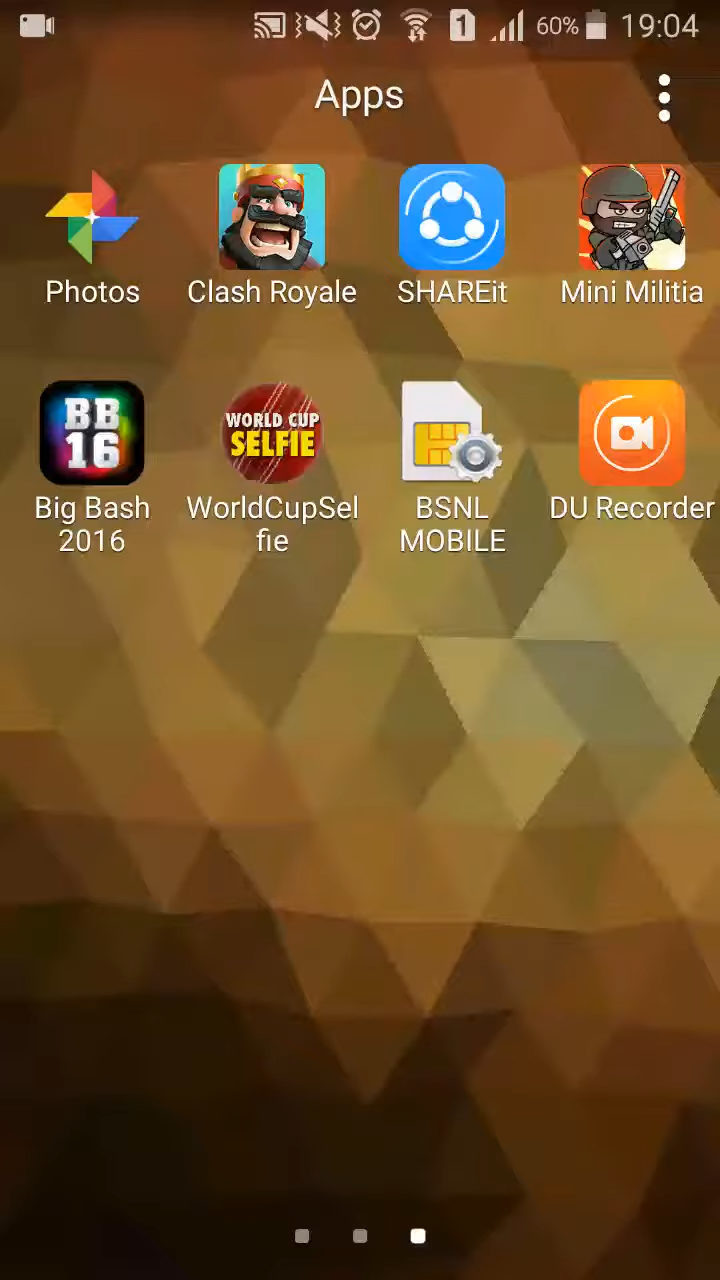 1 60% 19:04
Apps
Photos Clash Royale SHAREit Mini Militia
BB
16
WORLD CUP
SELFIE
Big Bash WorldCupSel BSNL DU Recorder
2016 fie MOBILE